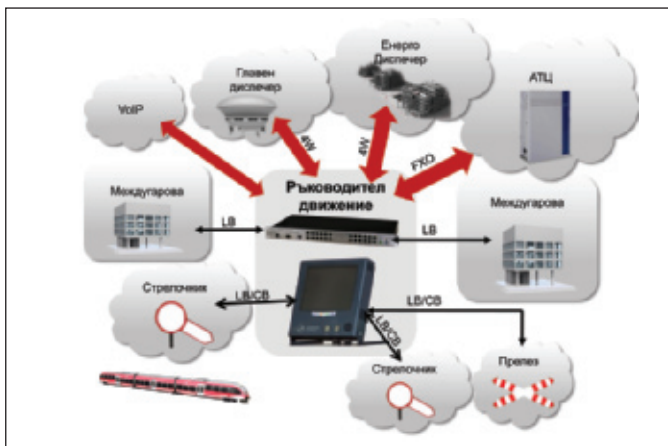 Енерго
Диспечер
Главен
диспечер
АТЦ
VoIP
4W
4W
FXO
Ръководител
движение
Междугарова
Междугарова
LB
LB
Стрелочник
LB/CB
LB/CB
LB/CB
Стрелочник
Прелез